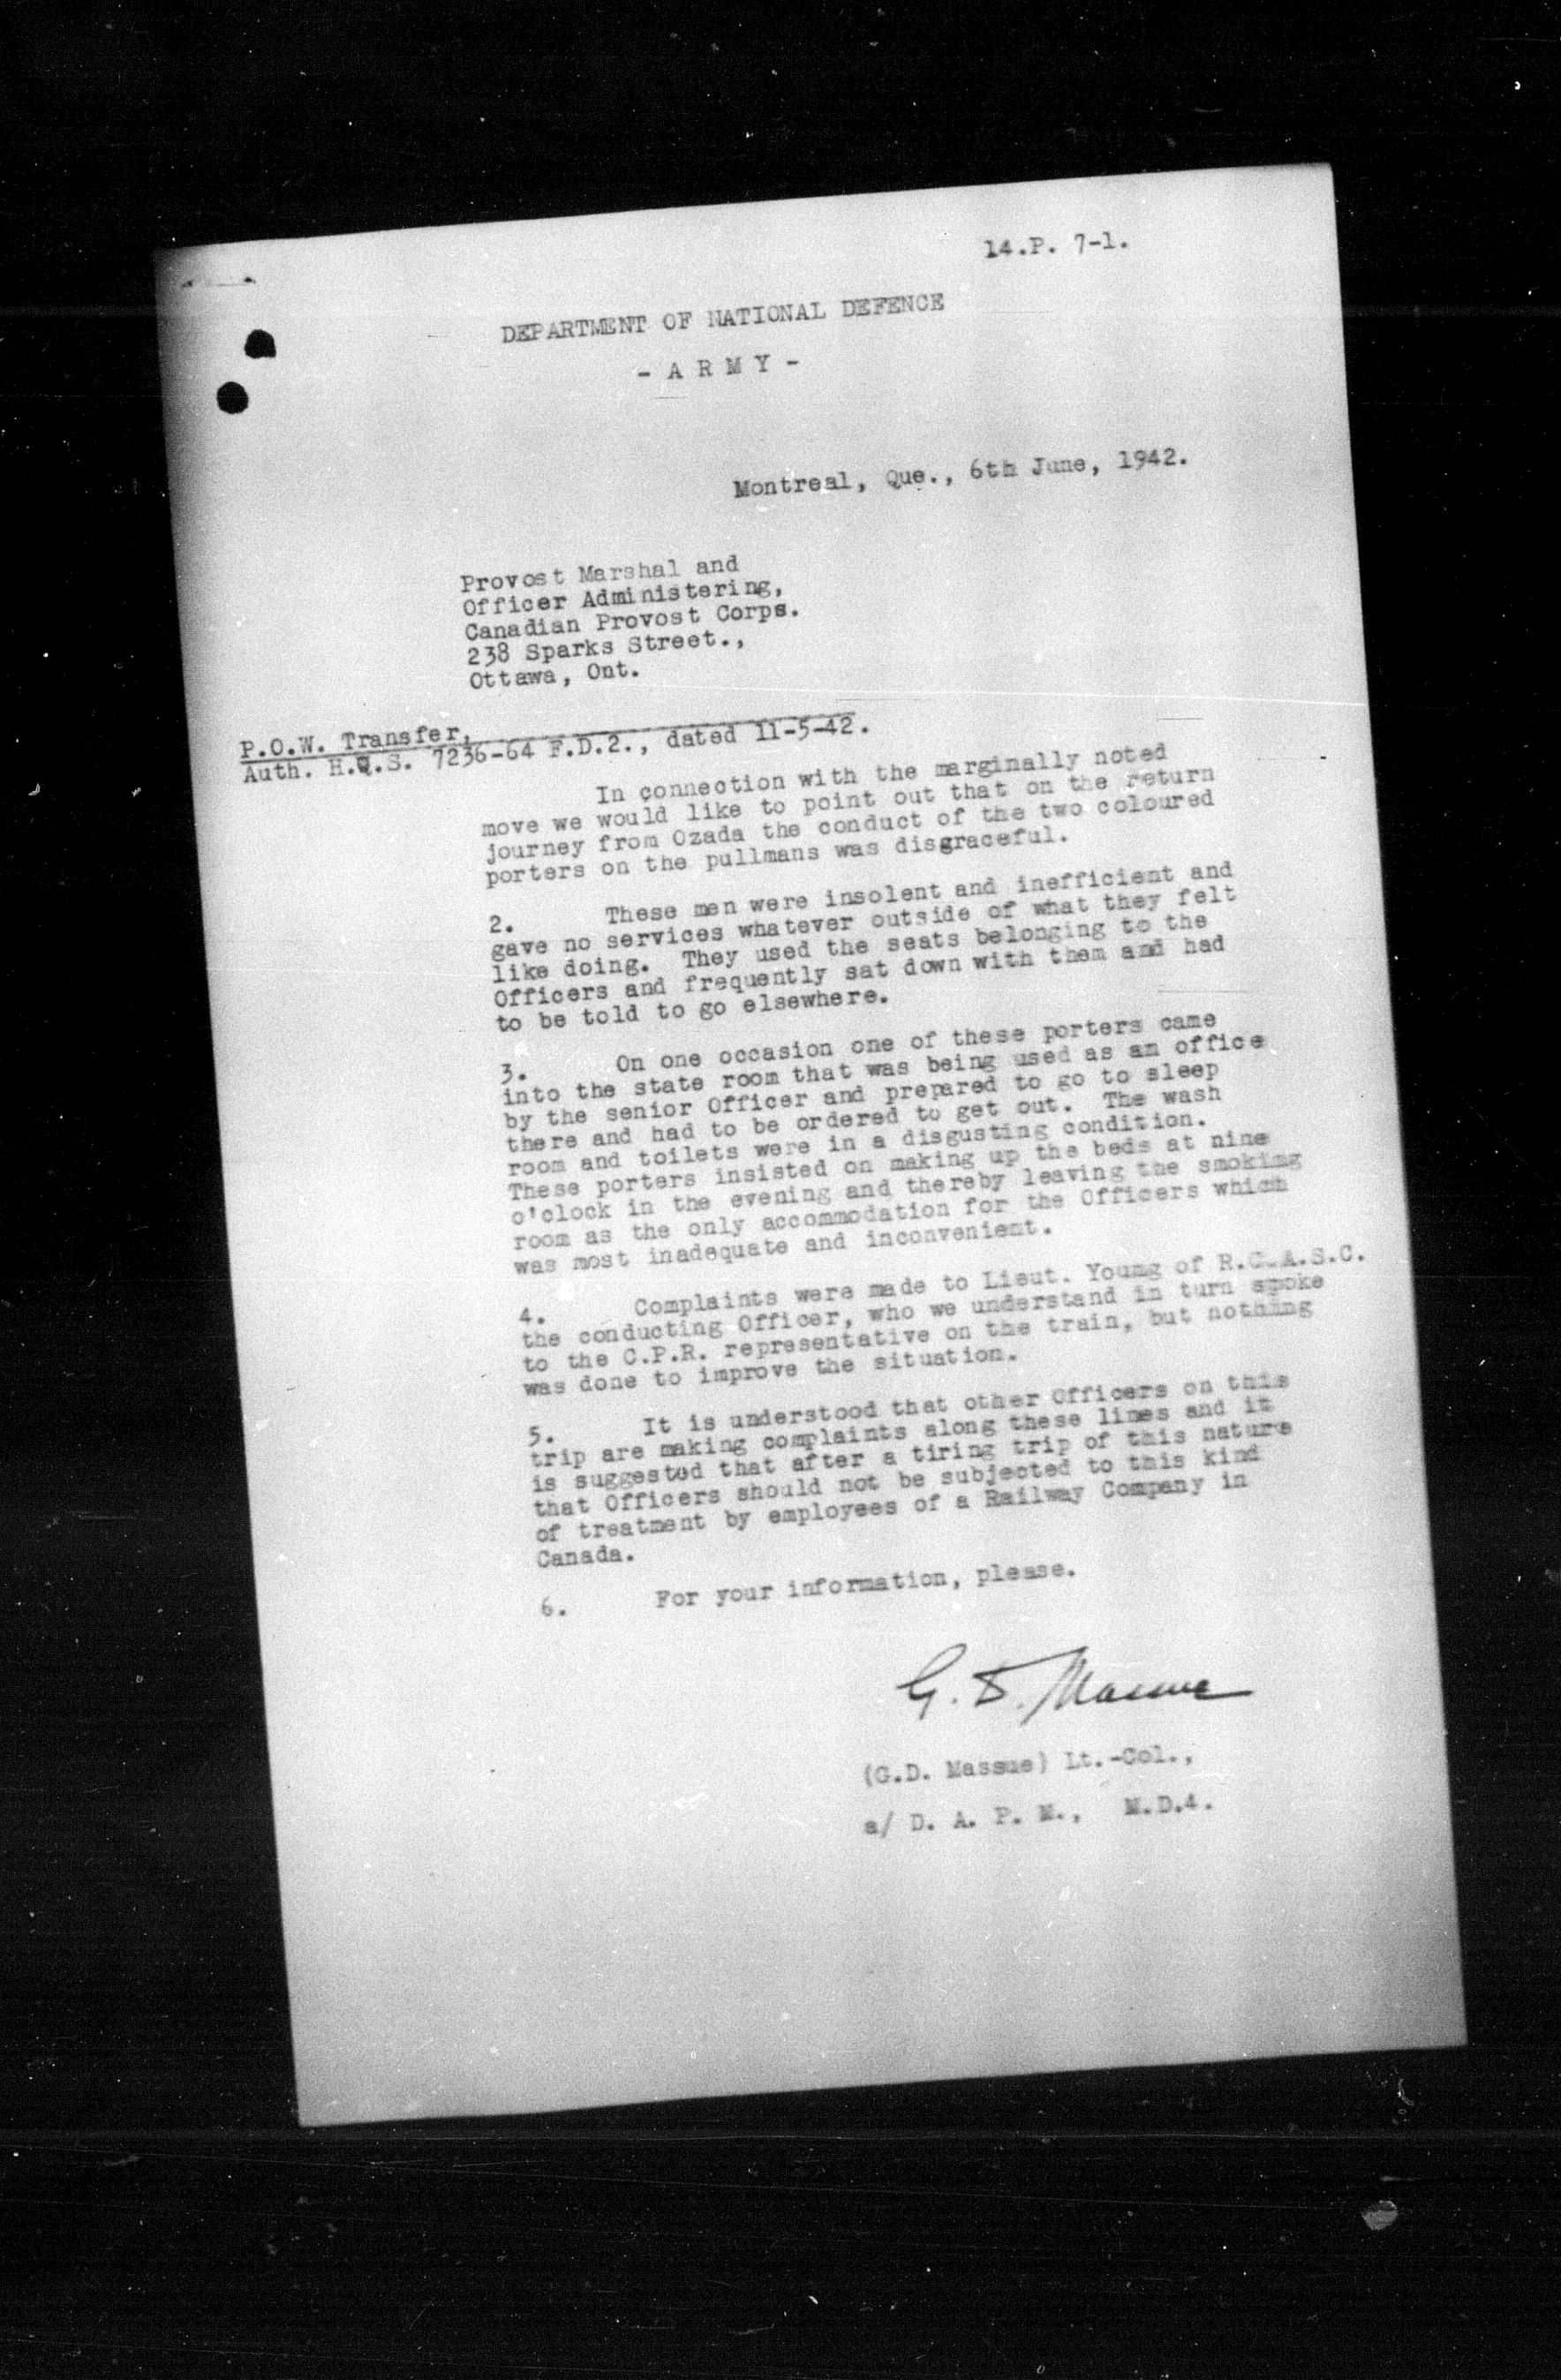 14.P. 7-1.
DEPARTMENT OF NATIONAL DEFENCE
- A R M Y -
Montreal, Que., 6th June, 1942.
Provost Marshal and
Officer Administering,
Canadian Provost Corps.
238 Sparks Street.,
Ottawa, Ont.
P.O.W. Transfer,
Auth. H.Q.S. 7236-64 F.D.2., dated 11-5-42.
In connection with the marginally noted
move we would like to point out that on the return
journey from Ozada the conduct of the two coloured
porters on the pullmans was disgraceful.
2. These men were insolent and inefficient and
gave no services whatever outside of what they felt
like doing. They used the seats belonging to the
Officers and frequently sat down with them and had
to be told to go elsewhere.
3. On one occasion one of these porters came
into the state room that was being used as an office
by the senior Officer and prepared to go to sleep
there and had to be ordered to get out. The wash
room and toilets were in a disgusting condition.
These porters insisted on making up the beds at nine
o'clock in the evening and thereby leaving the smoking
room as the only accommodation for the Officers which
was most inadequate and inconvenient.
4. Complaints were made to Lieut. Young of R.C.A.S.C.
the conducting Officer, who we understand in turn spoke
to the C.P.R. representative on the train, but nothing
was done to improve the situation.
5. It is understood that other Officers on this
trip are making complaints along these lines and it
is suggested that after a tiring trip of this nature
that Officers should not be subjected to this kind
of treatment by employees of a Railway Company in
Canada.
6. For your information, please.
G. D. Massue
(G.D. Massue) Lt.-Col.,
a/ D. A. P. M., M.D.4.